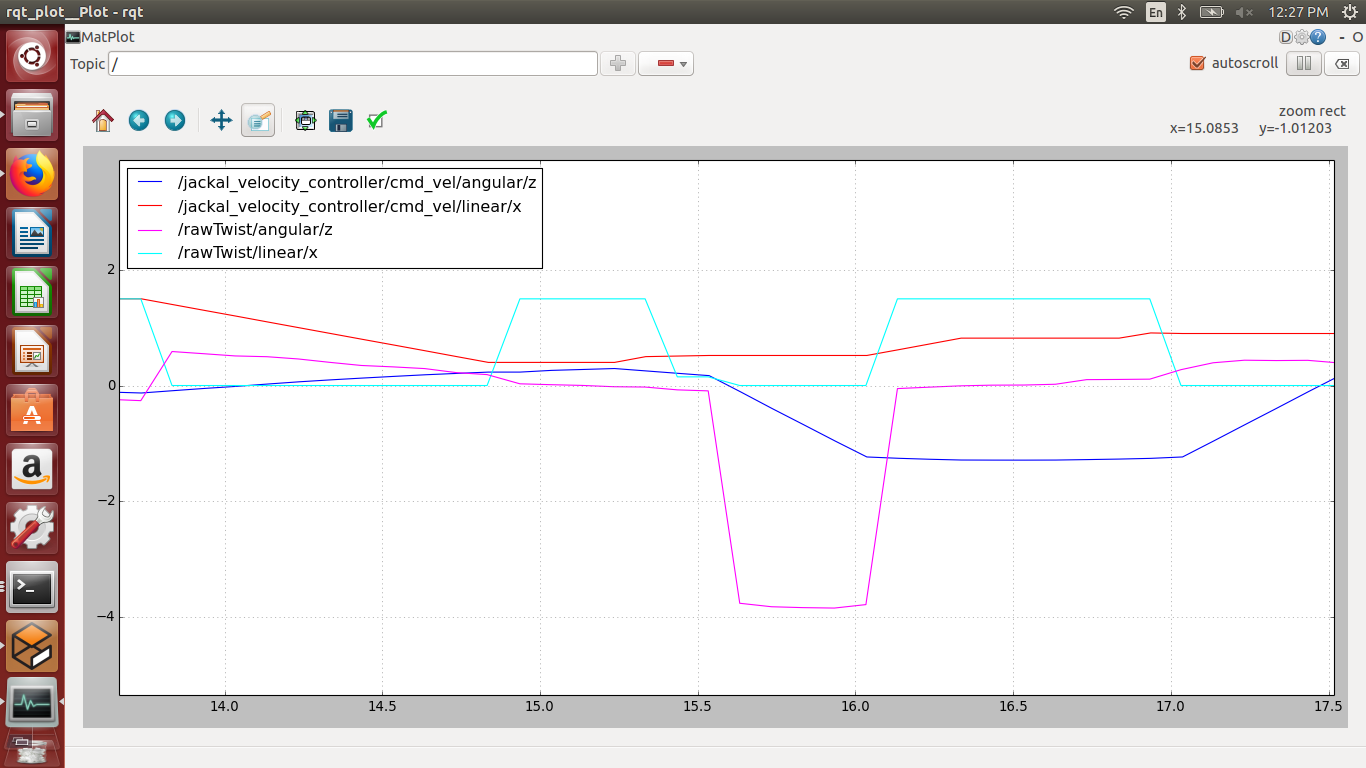 rqt_plot__Plot - rqt
En
12:27 PM
MatPlot
D
- O
Topic /
autoscroll
zoom rect
x=15.0853 y=-1.01203
/jackal_velocity_controller/cmd_vel/angular/z
/jackal_velocity_controller/cmd_vel/linear/x
/rawTwist/angular/z
/rawTwist/linear/x
2
0
−2
−4
14.0 14.5 15.0 15.5 16.0 16.5 17.0 17.5